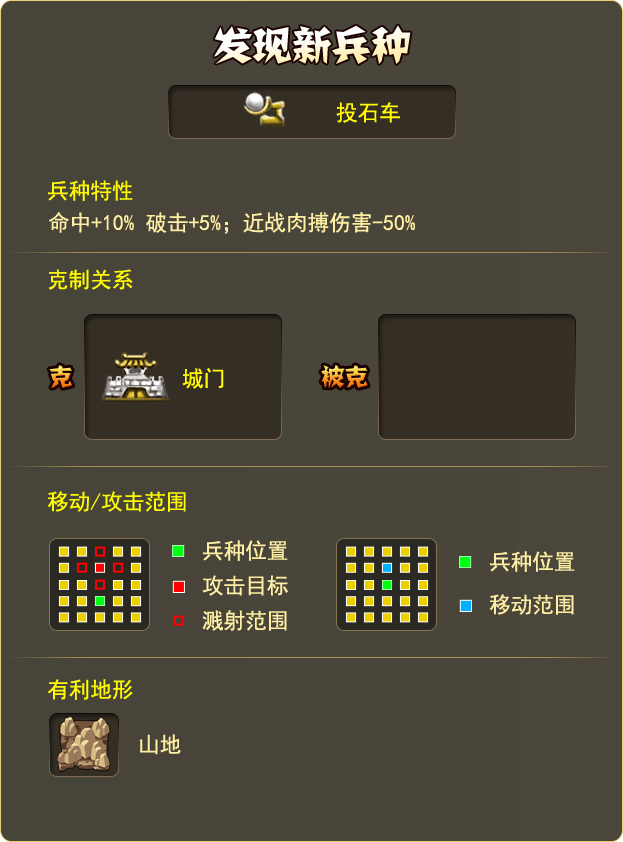 发现新兵种
投石车
兵种特性
命中+10% 破击+5%；近战肉搏伤害-50%
克制关系
克
城门
被克
移动/攻击范围
兵种位置
攻击目标
溅射范围
兵种位置
移动范围
有利地形
山地